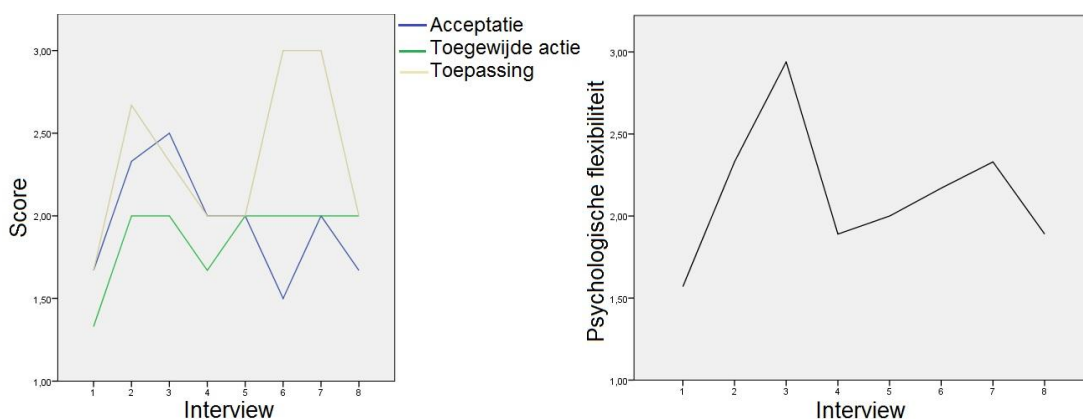 Acceptatie
Toegewijde actie
Toepassing
Score
3,00
2,50
2,00
1,50
1,00
1 2 3 4 5 6 7 8
Interview
Psychologische flexibiliteit
3,00
2,50
2,00
1,50
1,00
1 2 3 4 5 6 7 8
Interview